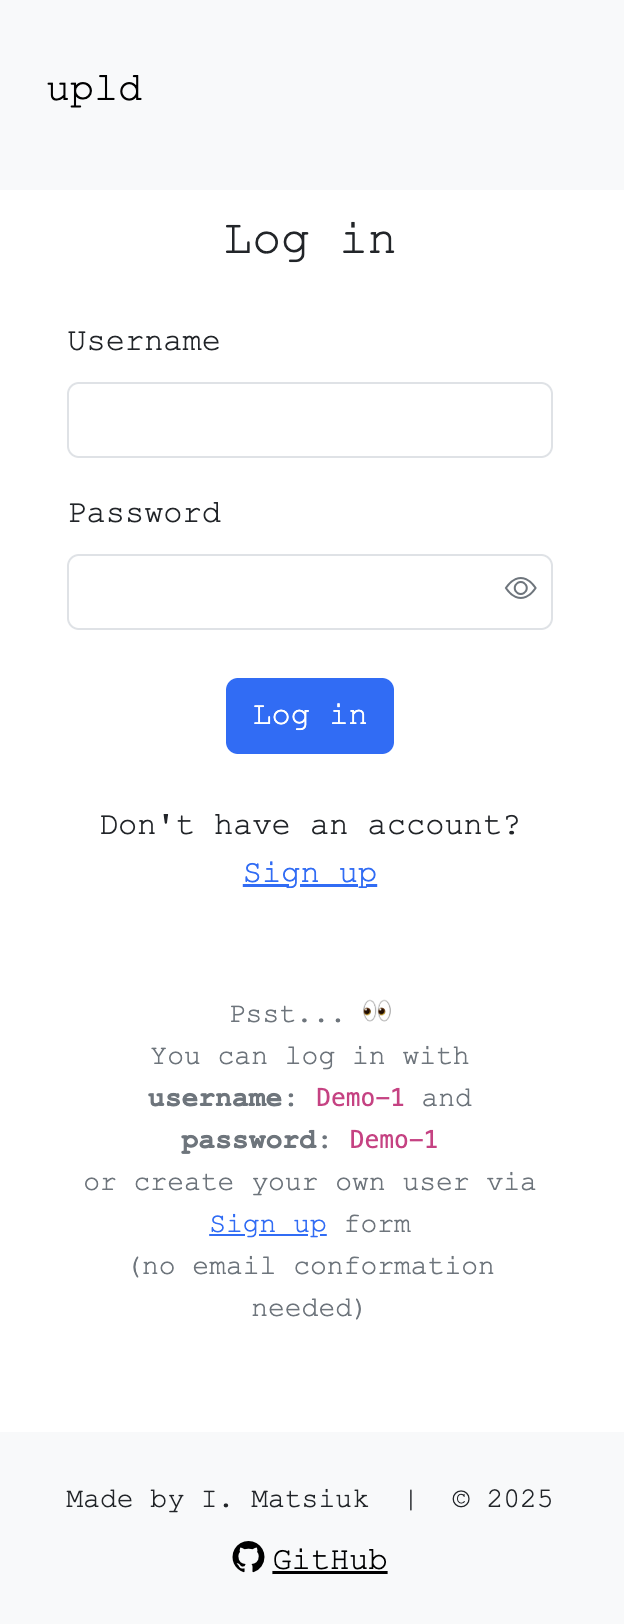 upld
Log in
Username
Password
Log in
Don't have an account?
Sign up
Psst... 👀
You can log in with
username: Demo-1 and
password: Demo-1
or create your own user via
Sign up form
(no email conformation
needed)
Made by I. Matsiuk | © 2025
GitHub